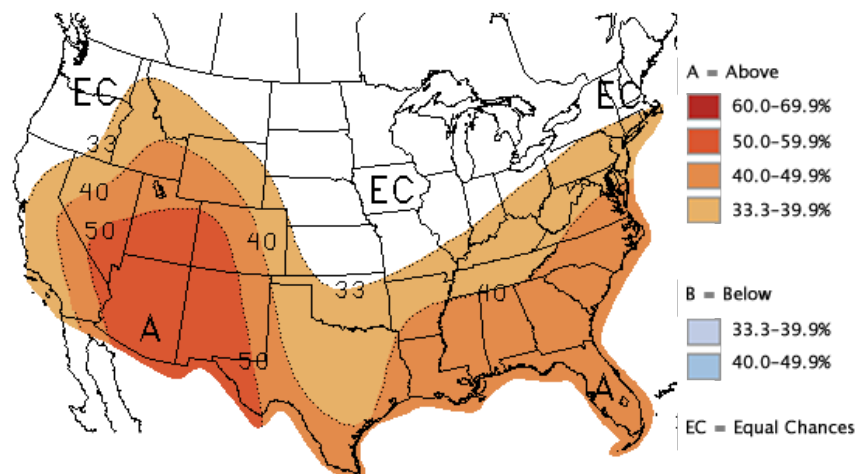 EC
EC
33
40
50
EC
40
33
40
A
50
A
A = Above
60.0-69.9%
50.0-59.9%
40.0-49.9%
33.3-39.9%
B = Below
33.3-39.9%
40.0-49.9%
EC = Equal Chances